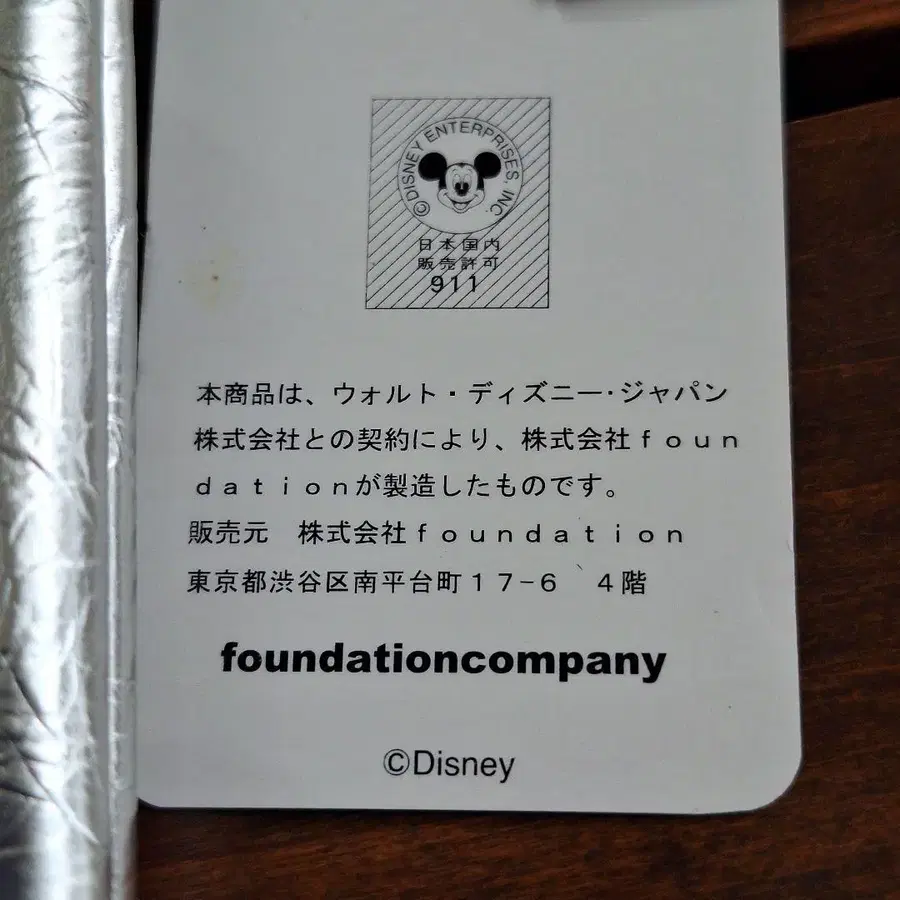 ©DISNEY ENTERPRISES, INC.
日本国内
販売許可
911
本商品は、ウォルト・ディズニー・ジャパン
株式会社との契約により、株式会社ｆｏｕｎ
ｄａｔｉｏｎが製造したものです。
販売元　株式会社ｆｏｕｎｄａｔｉｏｎ
東京都渋谷区南平台町１７−６　４階
foundationcompany
©Disney